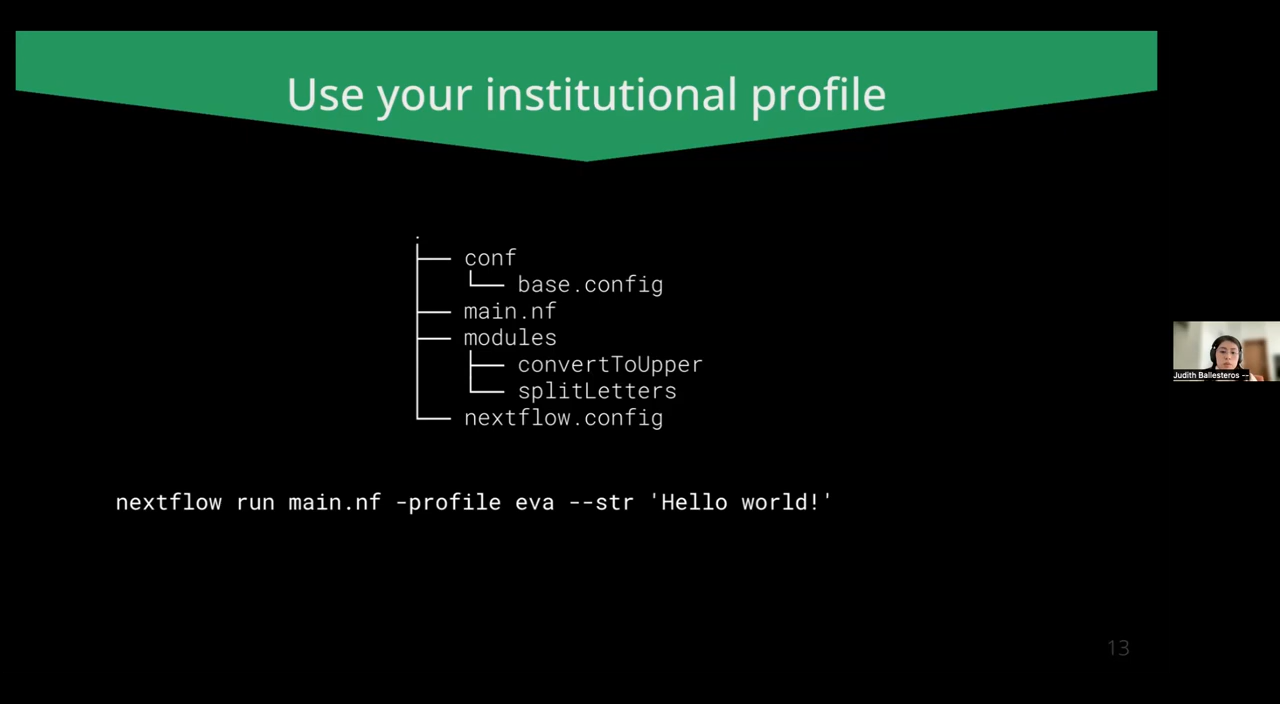 Use your institutional profile
.
├── conf
│   └── base.config
├── main.nf
├── modules
│   ├── convertToUpper
│   └── splitLetters
└── nextflow.config
nextflow run main.nf -profile eva --str 'Hello world!'
Judith Ballesteros --
13